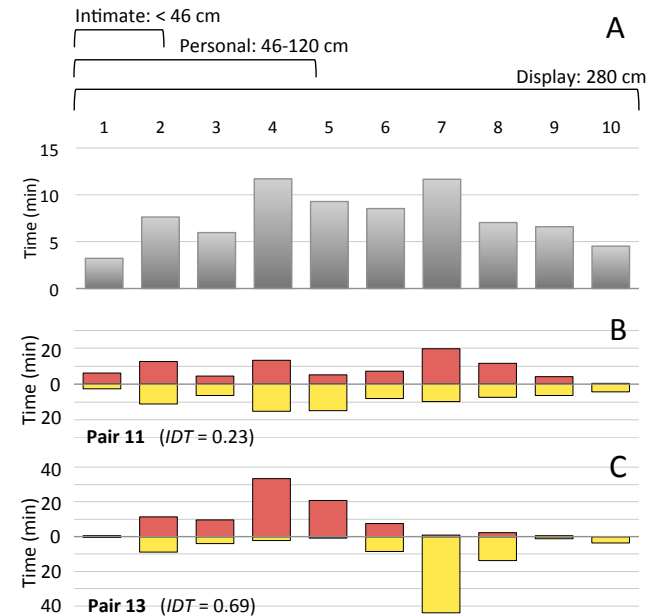 Intimate: < 46 cm
A
Personal: 46-120 cm
Display: 280 cm
1 2 3 4 5 6 7 8 9 10
15
10
5
0
Time (min)
B
20
0
20
Time (min)
Pair 11 (IDT = 0.23)
C
40
20
0
20
40
Time (min)
Pair 13 (IDT = 0.69)